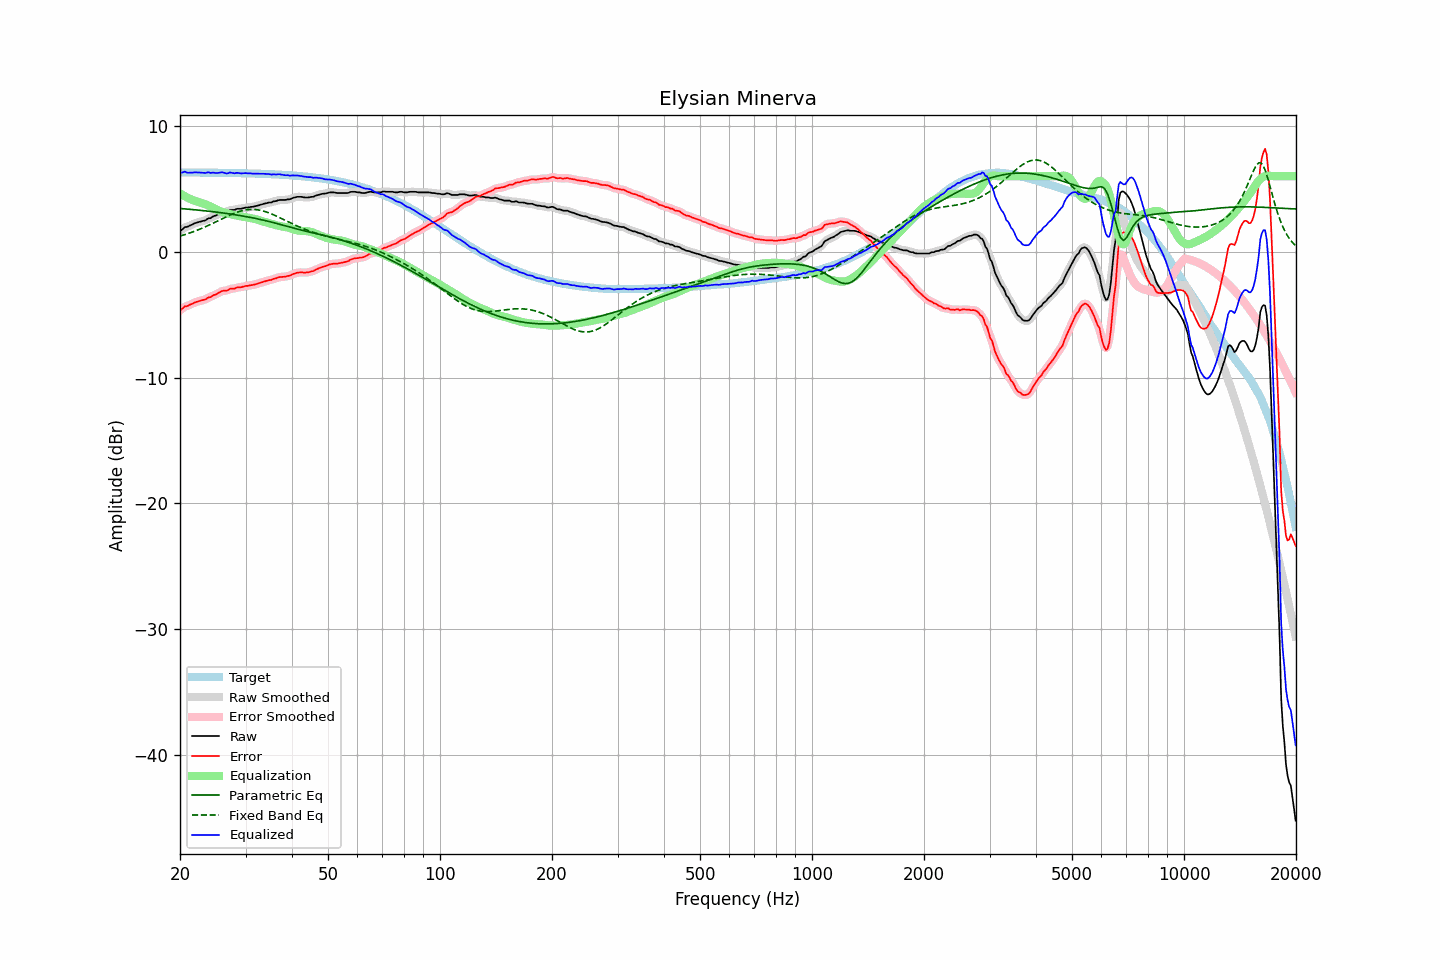 Elysian Minerva
10
0
−10
−20
−30
−40
Amplitude (dBr)
Target
Raw Smoothed
Error Smoothed
Raw
Error
Equalization
Parametric Eq
Fixed Band Eq
Equalized
20 50 100 200 500 1000 2000 5000 10000 20000
Frequency (Hz)